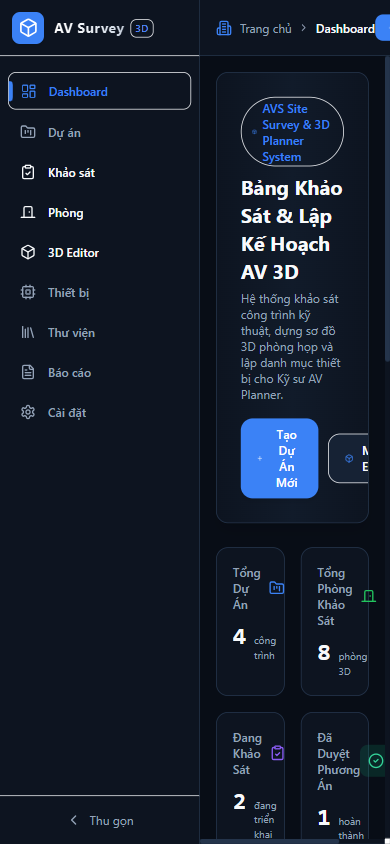 AV Survey 3D
Dashboard
Dự án
Khảo sát
Phòng
3D Editor
Thiết bị
Thư viện
Báo cáo
Cài đặt
Thu gọn
Trang chủ > Dashboard
AVS Site
Survey & 3D
Planner
System
Bảng Khảo
Sát & Lập
Kế Hoạch
AV 3D
Hệ thống khảo sát
công trình kỹ
thuật, dựng sơ đồ
3D phòng họp và
lập danh mục thiết
bị cho Kỹ sư AV
Planner.
Tạo
Dự
Án
Mới
Tổng
Dự
Án
4 công
trình
Tổng
Phòng
Khảo
Sát
8 phòng
3D
Đang
Khảo
Sát
2 đang
triển
khai
Đã
Duyệt
Phương
Án
1 hoàn
thành